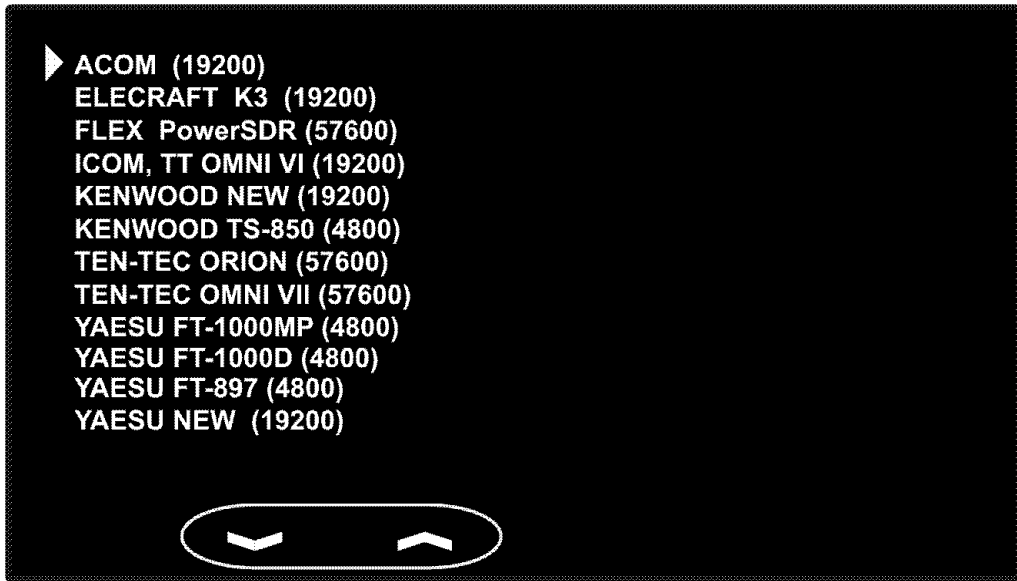 ACOM (19200)
ELECRAFT K3 (19200)
FLEX PowerSDR (57600)
ICOM, TT OMNI VI (19200)
KENWOOD NEW (19200)
KENWOOD TS-850 (4800)
TEN-TEC ORION (57600)
TEN-TEC OMNI VII (57600)
YAESU FT-1000MP (4800)
YAESU FT-1000D (4800)
YAESU FT-897 (4800)
YAESU NEW (19200)